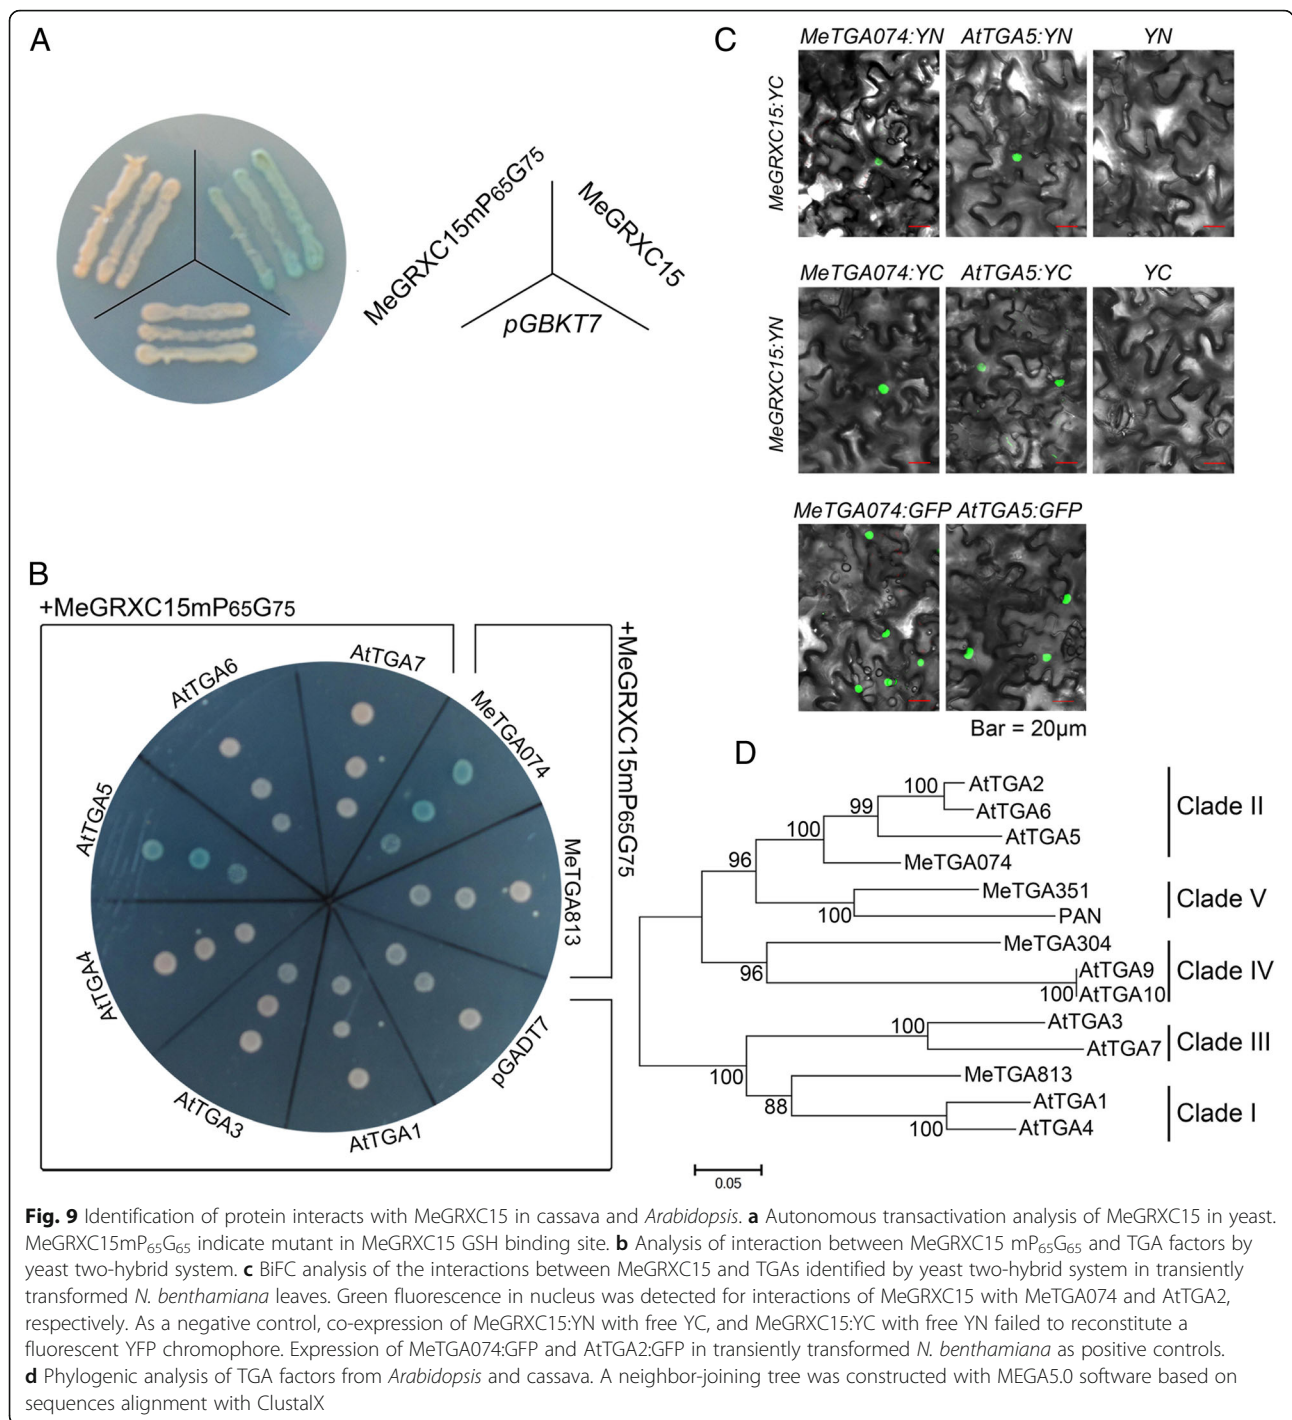 A
MeGRXC15mP65G75
MeGRXC15
pGBKT7
C
MeTGA074:YN
AtTGA5:YN
YN
MeGRXC15:YC
MeTGA074:YC
AtTGA5:YC
YC
MeGRXC15:YN
MeTGA074:GFP
AtTGA5:GFP
Bar = 20µm
B
+MeGRXC15mP65G75
+MeGRXC15mP65G75
AtTGA6
AtTGA7
MeTGA074
AtTGA5
MeTGA813
AtTGA4
pGADT7
AtTGA3
AtTGA1
D
100
AtTGA2
99
AtTGA6
Clade II
100
AtTGA5
96
MeTGA074
MeTGA351
Clade V
100
PAN
MeTGA304
96
AtTGA9
Clade IV
100
AtTGA10
100
AtTGA3
Clade III
AtTGA7
100
MeTGA813
88
AtTGA1
Clade I
100
AtTGA4
0.05
Fig. 9 Identification of protein interacts with MeGRXC15 in cassava and Arabidopsis. a Autonomous transactivation analysis of MeGRXC15 in yeast.
MeGRXC15mP65G65 indicate mutant in MeGRXC15 GSH binding site. b Analysis of interaction between MeGRXC15 mP65G65 and TGA factors by
yeast two-hybrid system. c BiFC analysis of the interactions between MeGRXC15 and TGAs identified by yeast two-hybrid system in transiently
transformed N. benthamiana leaves. Green fluorescence in nucleus was detected for interactions of MeGRXC15 with MeTGA074 and AtTGA2,
respectively. As a negative control, co-expression of MeGRXC15:YN with free YC, and MeGRXC15:YC with free YN failed to reconstitute a
fluorescent YFP chromophore. Expression of MeTGA074:GFP and AtTGA2:GFP in transiently transformed N. benthamiana as positive controls.
d Phylogenic analysis of TGA factors from Arabidopsis and cassava. A neighbor-joining tree was constructed with MEGA5.0 software based on
sequences alignment with ClustalX